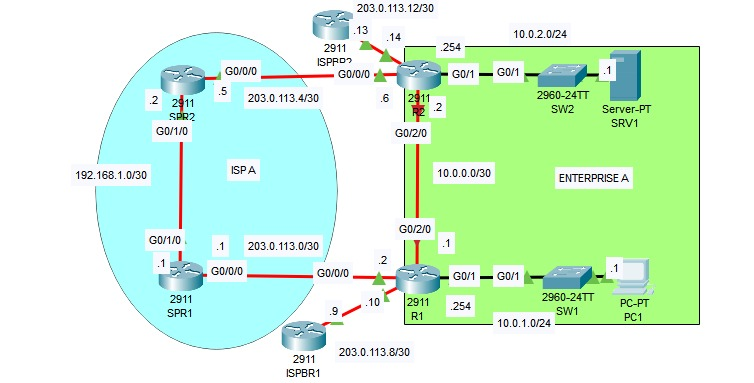 203.0.113.12/30
.13
.14
2911
10.0.2.0/24
.254
G0/0/0
G0/0/0
G0/1
G0/1
.1
.2
2911
SPR2
.5
203.0.113.4/30
.6
2911
R2
.2
2960-24TT
SW2
Server-PT
SRV1
G0/1/0
G0/2/0
192.168.1.0/30
ISP A
10.0.0.0/30
ENTERPRISE A
G0/1/0
.1
203.0.113.0/30
G0/2/0
.1
.1
G0/0/0
.2
G0/0/0
G0/1
G0/1
.1
2911
SPR1
.10
2911
R1
.254
2960-24TT
SW1
PC-PT
PC1
.9
10.0.1.0/24
2911
ISPBR1
203.0.113.8/30